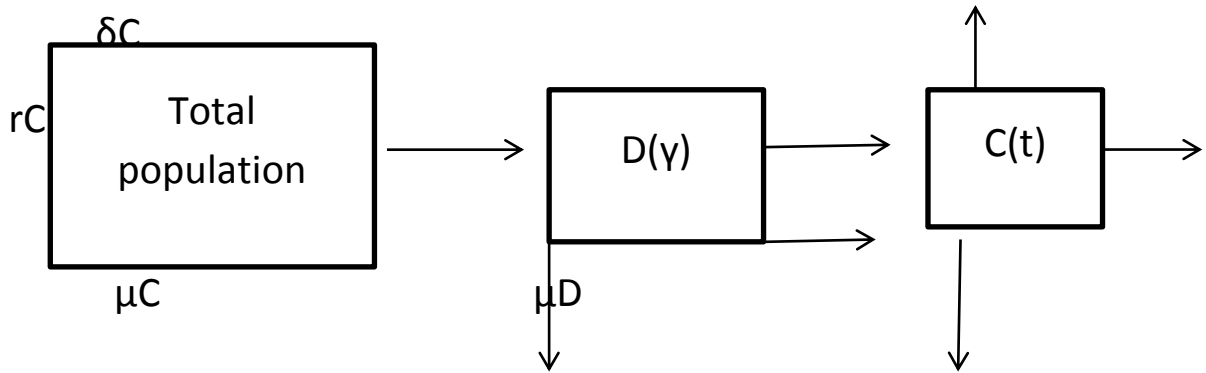 δC
rC
Total
population
μC
D(γ)
μD
C(t)